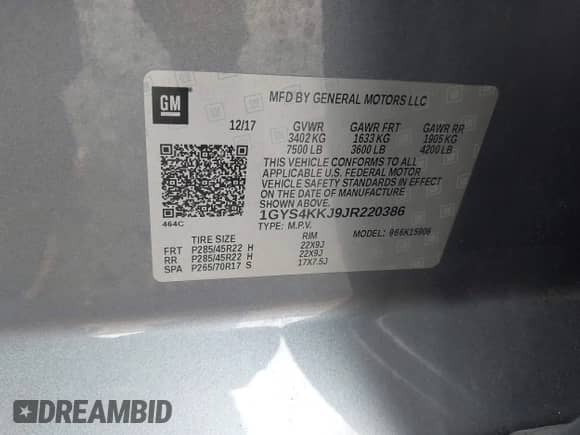 GM
MFD BY GENERAL MOTORS LLC
12/17 GVWR GAWR FRT GAWR RR
3402 KG 1633 KG 1905 KG
7500 LB 3600 LB 4200 LB
THIS VEHICLE CONFORMS TO ALL
APPLICABLE U.S. FEDERAL MOTOR
VEHICLE SAFETY STANDARDS IN EFFECT
ON THE DATE OF MANUFACTURE
SHOWN ABOVE.
464C 1GYS4KKJ9JR220386
TYPE: M.P.V. MODEL: 966K15906
TIRE SIZE RIM
FRT P285/45R22 H 22X9J
RR P285/45R22 H 22X9J
SPA P265/70R17 S 17X7.5J
DREAMBID